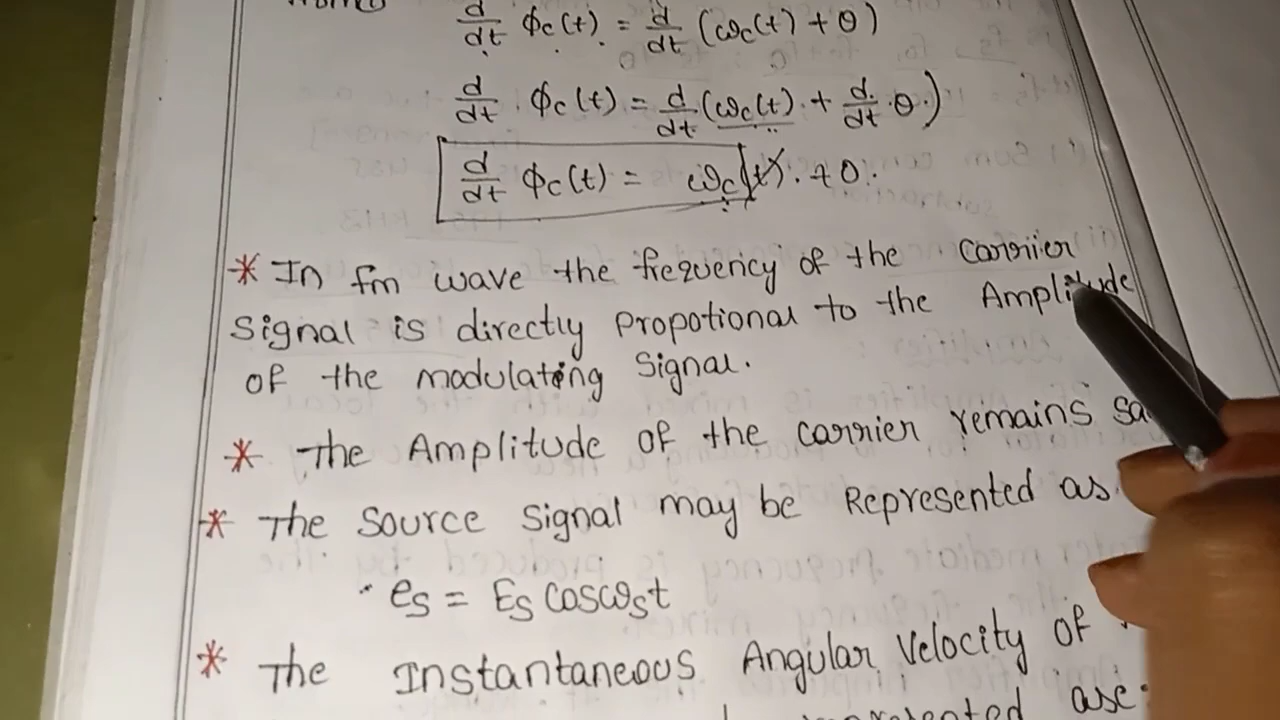 d/dt ϕc(t) = d/dt (ωc(t) + θ)
d/dt ϕc(t) = d/dt (ωc(t) + d/dt θ)
d/dt ϕc(t) = ωc(t) + 0.
* In fm wave the frequency of the carrier
signal is directly propotional to the Amplitude
of the modulating signal.
* The Amplitude of the carrier remains
* The source signal may be Represented as
es = Es cosωst
* The Instantaneous Angular velocity of